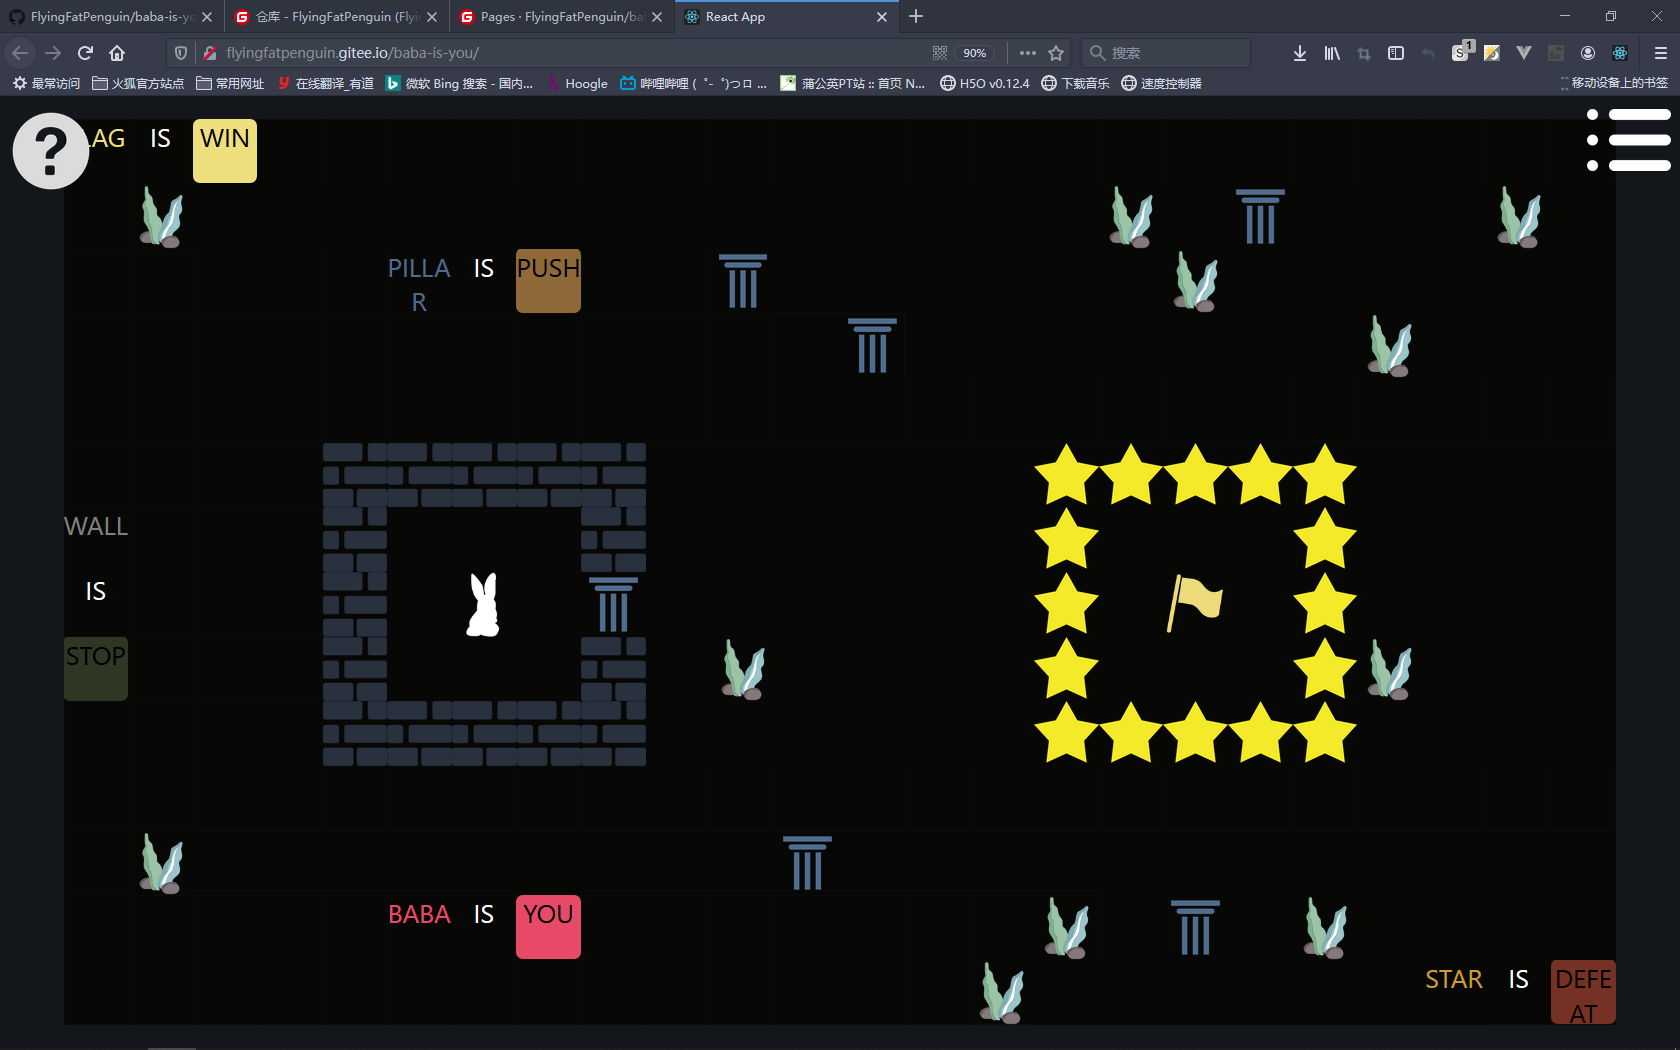 FlyingFatPenguin/baba-is-yo
仓库 - FlyingFatPenguin (Flyi
Pages · FlyingFatPenguin/ba
React App
flyingfatpenguin.gitee.io/baba-is-you/
90%
搜索
1
最常访问
火狐官方站点
常用网址
在线翻译_有道
微软 Bing 搜索 - 国内...
Hoogle
哔哩哔哩 ( ゜- ゜)つロ ...
蒲公英PT站 :: 首页 N...
H5O v0.12.4
下载音乐
速度控制器
移动设备上的书签
?
LAG IS WIN
PILLA IS PUSH
R
WALL
IS
STOP
BABA IS YOU
STAR IS DEFE
AT